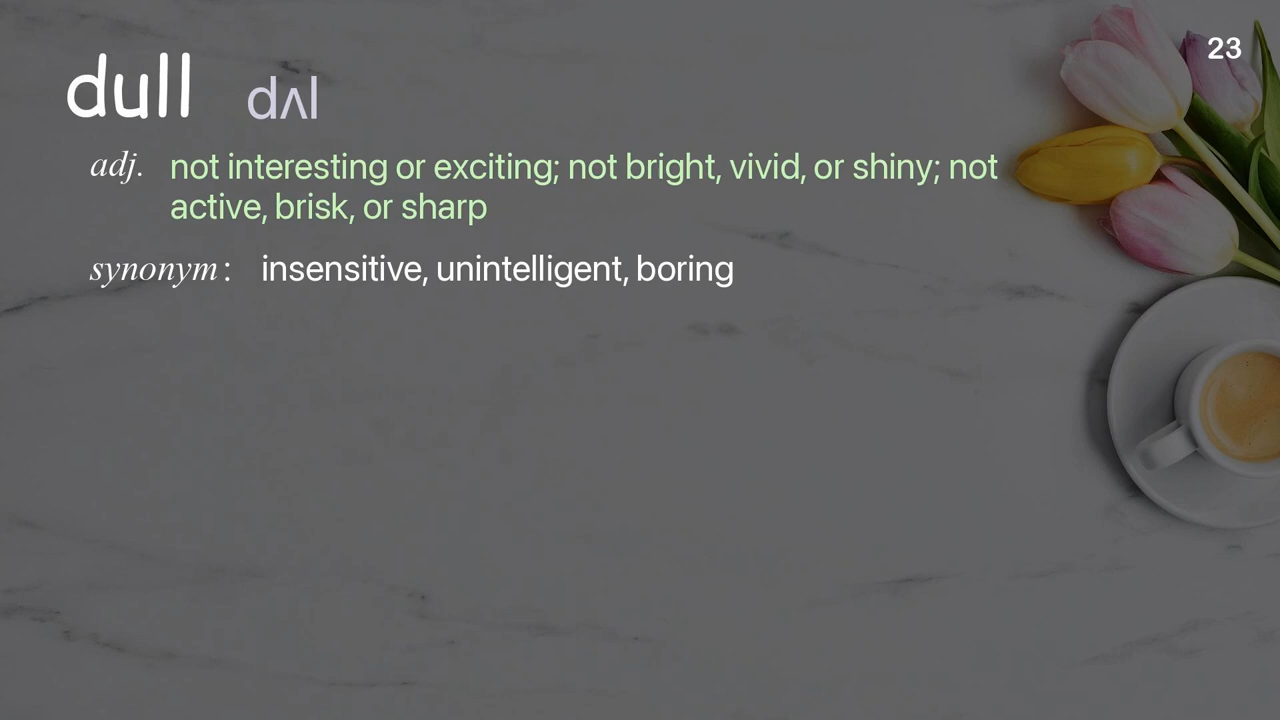 23
dull dʌl
adj. not interesting or exciting; not bright, vivid, or shiny; not
active, brisk, or sharp
synonym: insensitive, unintelligent, boring